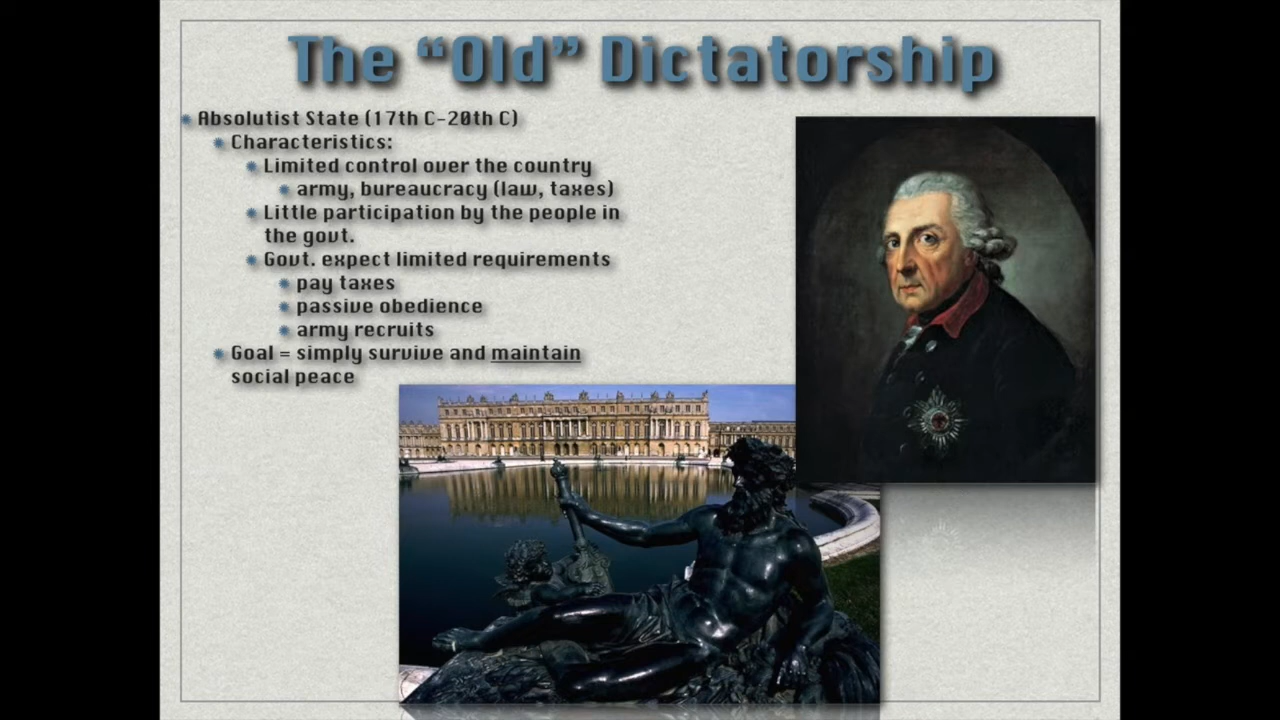 The “Old” Dictatorship
Absolutist State (17th C-20th C)
Characteristics:
Limited control over the country
army, bureaucracy (law, taxes)
Little participation by the people in
the govt.
Govt. expect limited requirements
pay taxes
passive obedience
army recruits
Goal = simply survive and maintain
social peace